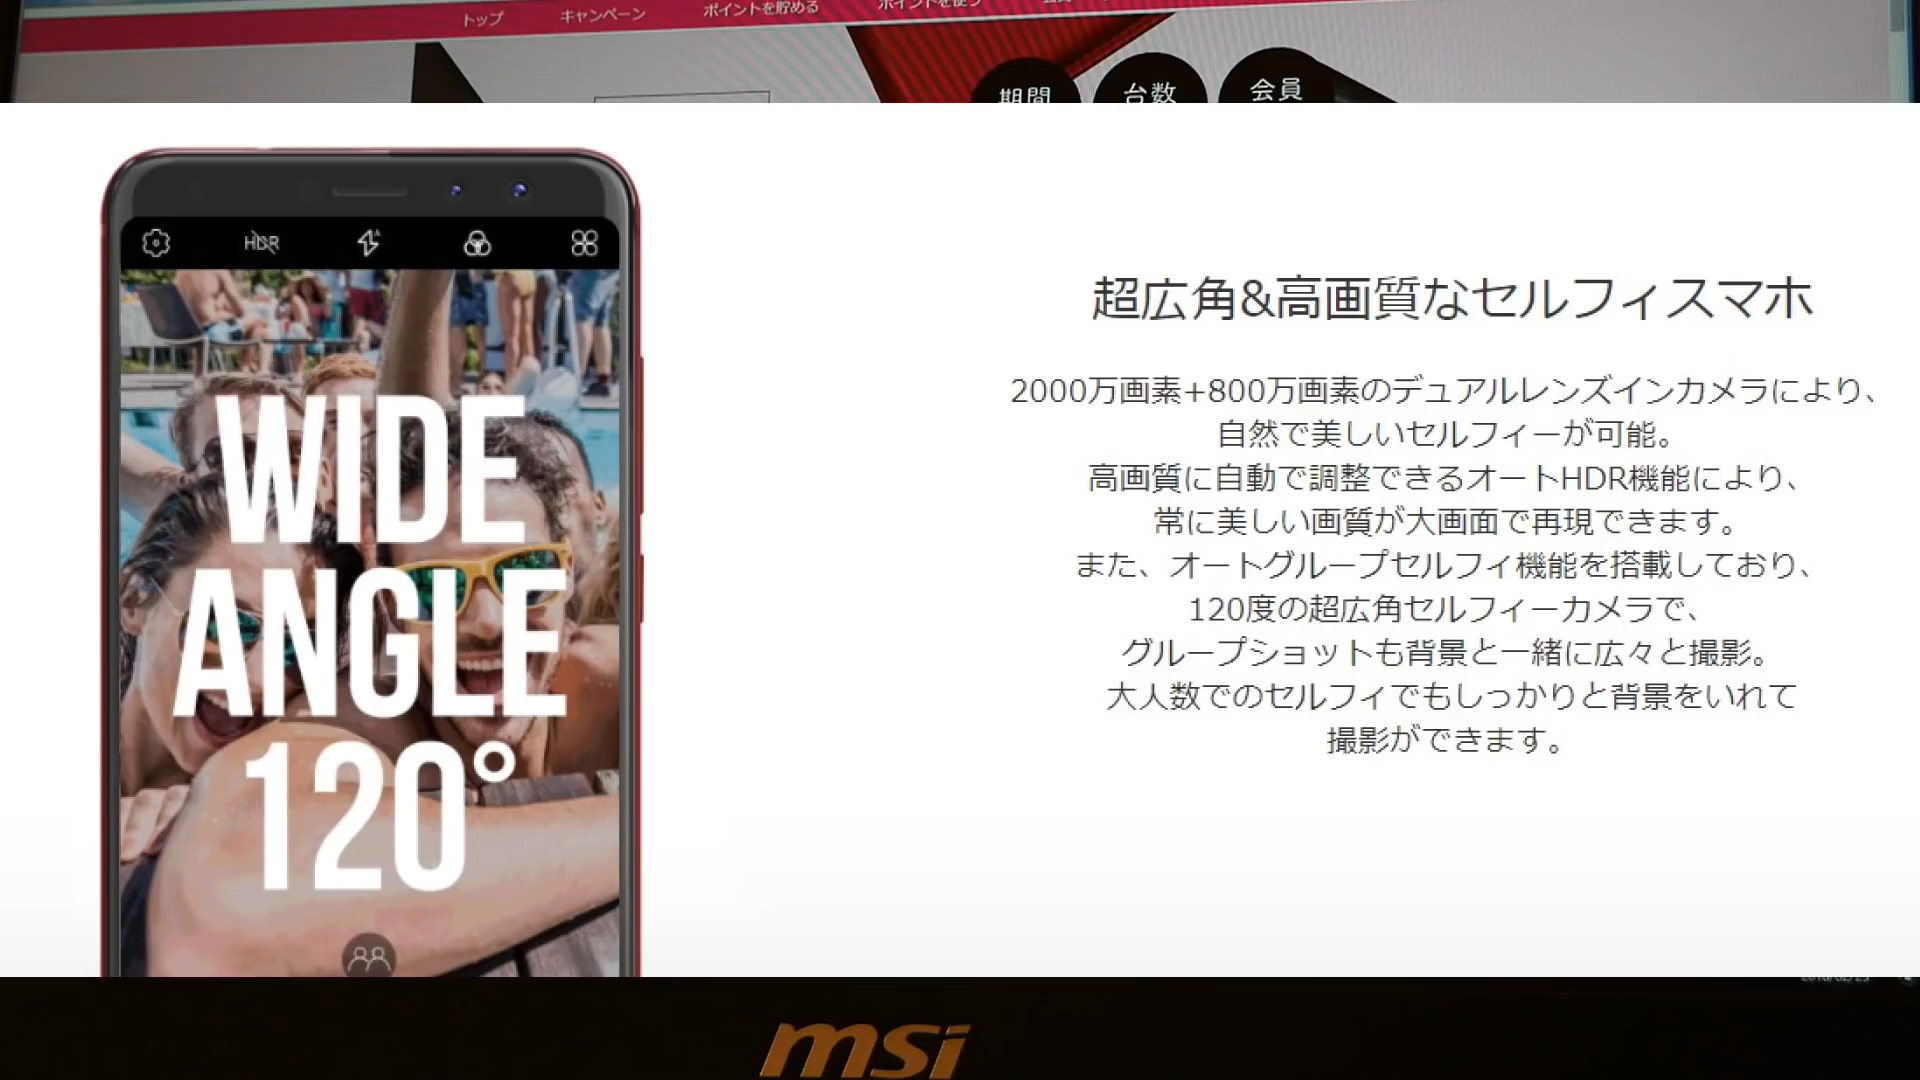 トップ キャンペーン ポイントを貯める ポイントを使う
期間 台数 会員
HDR
WIDE
ANGLE
120°
超広角&高画質なセルフィスマホ
2000万画素+800万画素のデュアルレンズインカメラにより、
自然で美しいセルフィーが可能。
高画質に自動で調整できるオートHDR機能により、
常に美しい画質が大画面で再現できます。
また、オートグループセルフィ機能を搭載しており、
120度の超広角セルフィーカメラで、
グループショットも背景と一緒に広々と撮影。
大人数でのセルフィでもしっかりと背景をいれて
撮影ができます。
msi